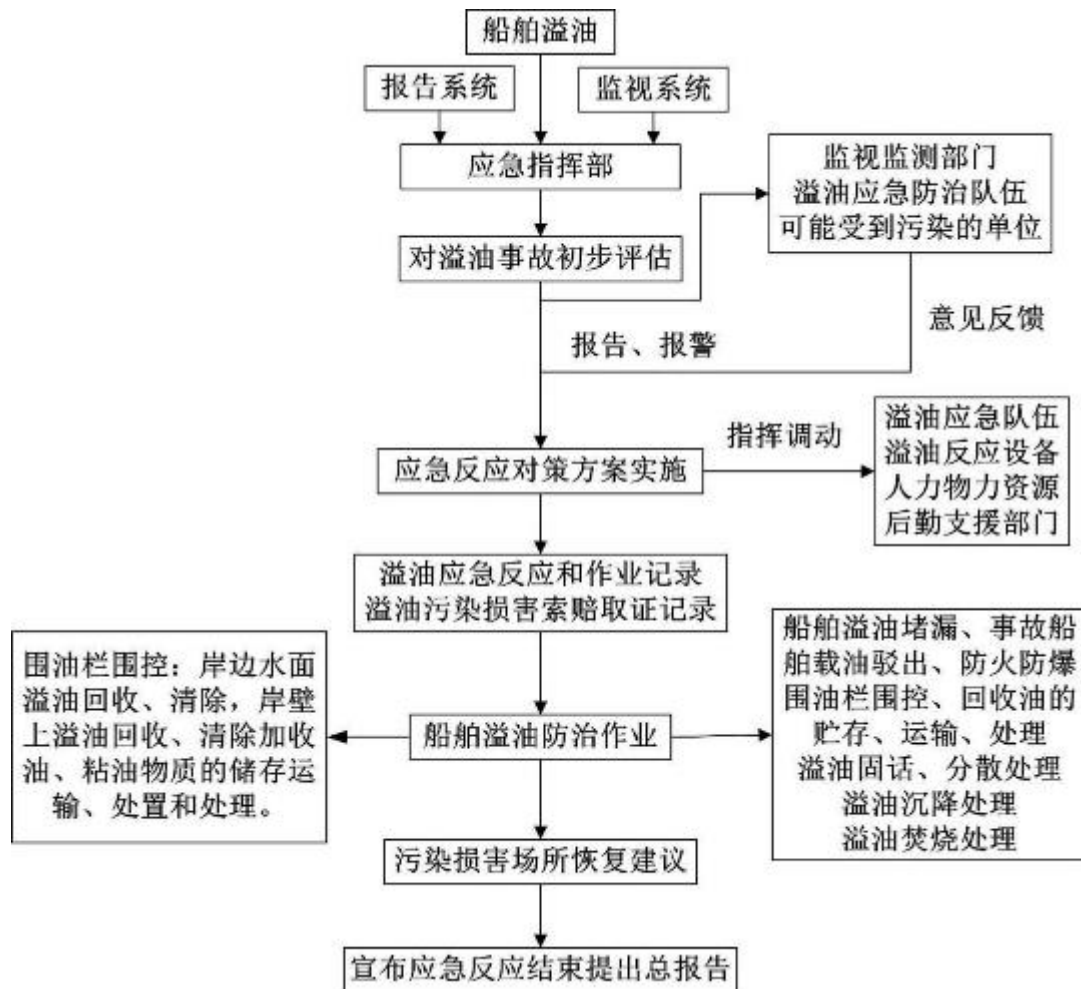 船舶溢油
报告系统
监视系统
应急指挥部
监视监测部门
溢油应急防治队伍
可能受到污染的单位
对溢油事故初步评估
意见反馈
报告、报警
指挥调动
溢油应急队伍
溢油反应设备
人力物力资源
后勤支援部门
应急反应对策方案实施
溢油应急反应和作业记录
溢油污染损害索赔取证记录
围油栏围控：岸边水面
溢油回收、清除，岸壁
上溢油回收、清除加收
油、粘油物质的储存运
输、处置和处理。
船舶溢油防治作业
船舶溢油堵漏、事故船
舶载油驳出、防火防爆
围油栏围控、回收油的
贮存、运输、处理
溢油固话、分散处理
溢油沉降处理
溢油焚烧处理
污染损害场所恢复建议
宣布应急反应结束提出总报告